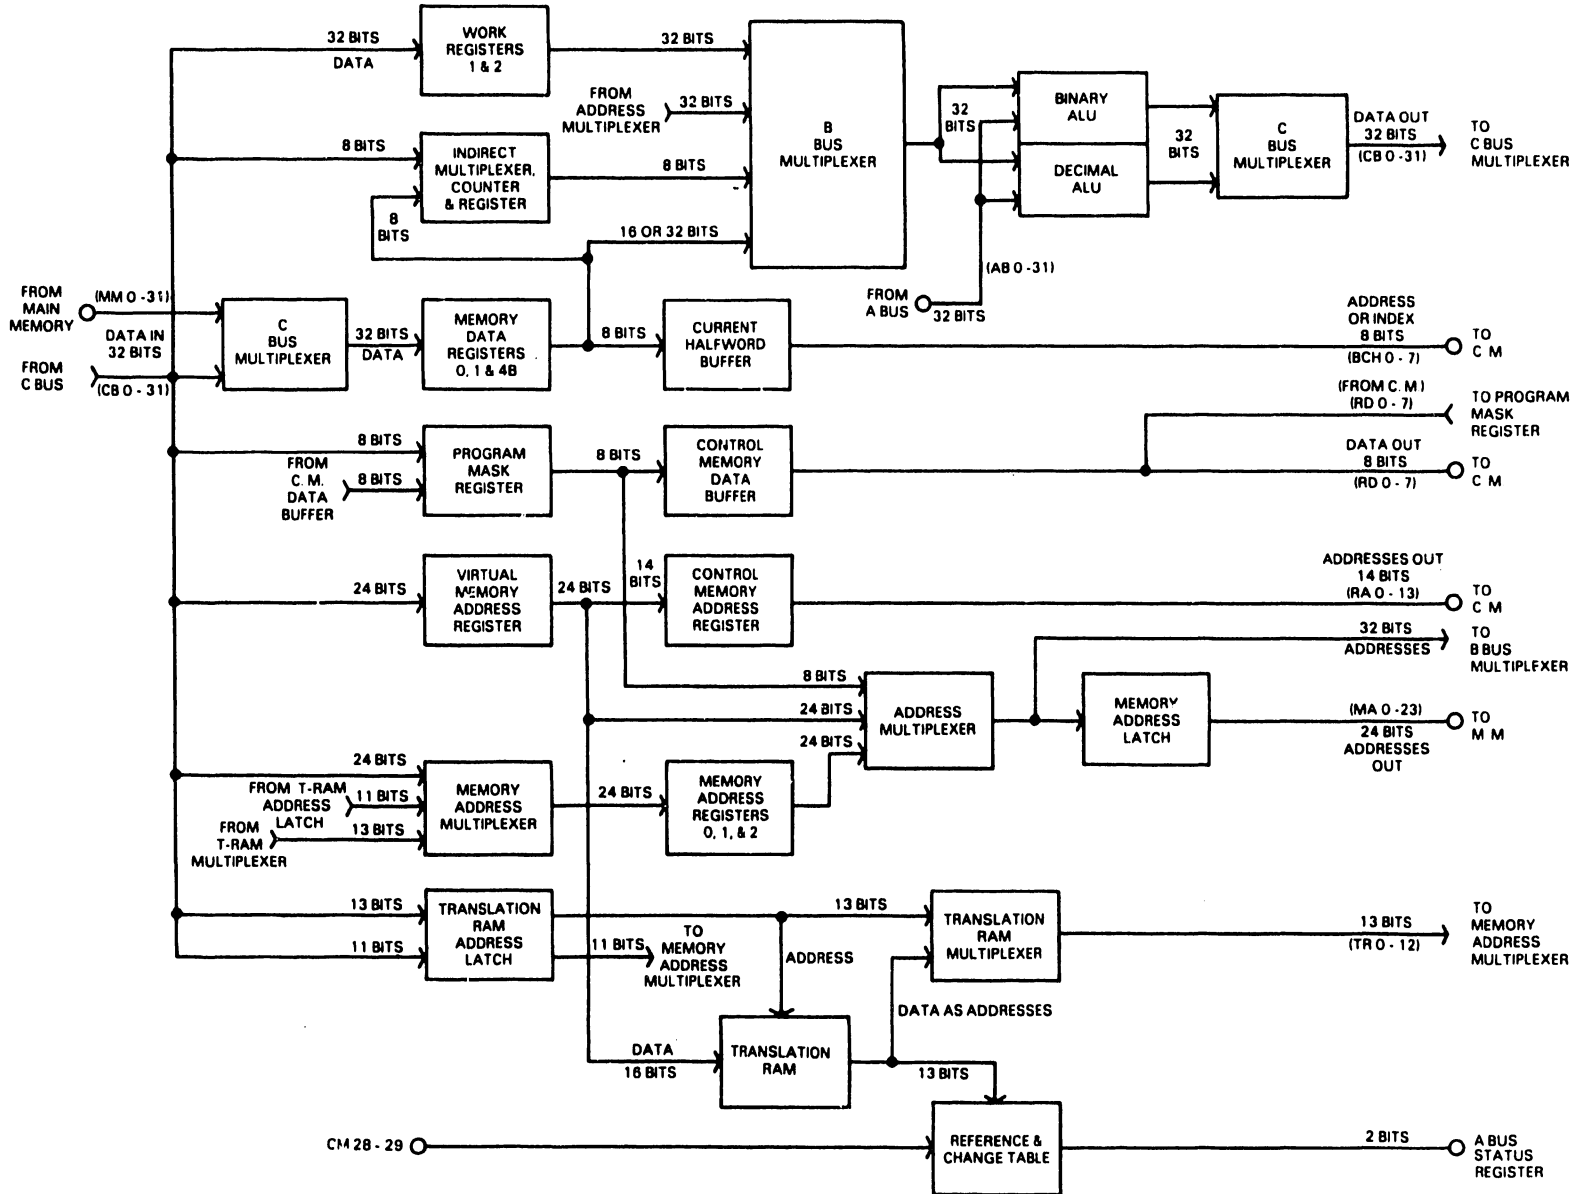 32 BITS
DATA
WORK
REGISTERS
1 & 2
32 BITS
FROM
ADDRESS
MULTIPLEXER
32 BITS
8 BITS
INDIRECT
MULTIPLEXER,
COUNTER
& REGISTER
8 BITS
8
BITS
16 OR 32 BITS
B
BUS
MULTIPLEXER
32
BITS
BINARY
ALU
DECIMAL
ALU
32
BITS
C
BUS
MULTIPLEXER
DATA OUT
32 BITS
(CB 0 - 31)
TO
C BUS
MULTIPLEXER
(AB 0 - 31)
FROM
A BUS
32 BITS
FROM
MAIN
MEMORY
(MM 0 - 31)
DATA IN
32 BITS
FROM
C BUS
(CB 0 - 31)
C
BUS
MULTIPLEXER
32 BITS
DATA
MEMORY
DATA
REGISTERS
0, 1 & 4B
8 BITS
CURRENT
HALFWORD
BUFFER
ADDRESS
OR INDEX
8 BITS
(BCH 0 - 7)
TO
C M
(FROM C. M.)
(RD 0 - 7)
TO PROGRAM
MASK
REGISTER
8 BITS
FROM
C. M.
DATA
BUFFER
8 BITS
PROGRAM
MASK
REGISTER
8 BITS
CONTROL
MEMORY
DATA
BUFFER
DATA OUT
8 BITS
(RD 0 - 7)
TO
C M
24 BITS
VIRTUAL
MEMORY
ADDRESS
REGISTER
24 BITS
14
BITS
CONTROL
MEMORY
ADDRESS
REGISTER
ADDRESSES OUT
14 BITS
(RA 0 - 13)
TO
C M
32 BITS
ADDRESSES
TO
B BUS
MULTIPLEXER
8 BITS
24 BITS
24 BITS
ADDRESS
MULTIPLEXER
MEMORY
ADDRESS
LATCH
(MA 0 - 23)
24 BITS
ADDRESSES
OUT
TO
M M
24 BITS
FROM T-RAM
ADDRESS
LATCH
11 BITS
FROM
T-RAM
MULTIPLEXER
13 BITS
MEMORY
ADDRESS
MULTIPLEXER
24 BITS
MEMORY
ADDRESS
REGISTERS
0, 1, & 2
13 BITS
11 BITS
TRANSLATION
RAM
ADDRESS
LATCH
11 BITS
TO
MEMORY
ADDRESS
MULTIPLEXER
ADDRESS
13 BITS
TRANSLATION
RAM
MULTIPLEXER
13 BITS
(TR 0 - 12)
TO
MEMORY
ADDRESS
MULTIPLEXER
DATA AS ADDRESSES
DATA
16 BITS
TRANSLATION
RAM
13 BITS
CM 28 - 29
REFERENCE &
CHANGE TABLE
2 BITS
A BUS
STATUS
REGISTER